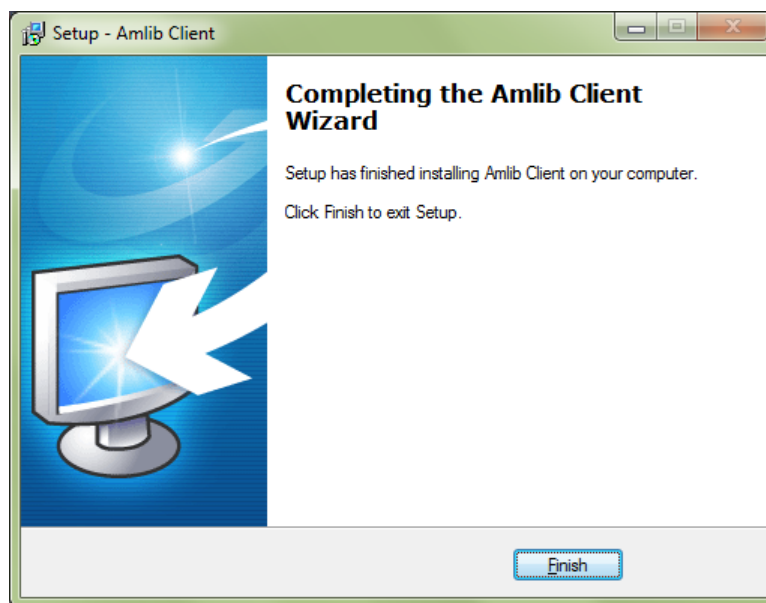 Setup - Amlib Client
Completing the Amlib Client
Wizard
Setup has finished installing Amlib Client on your computer.
Click Finish to exit Setup.
Finish